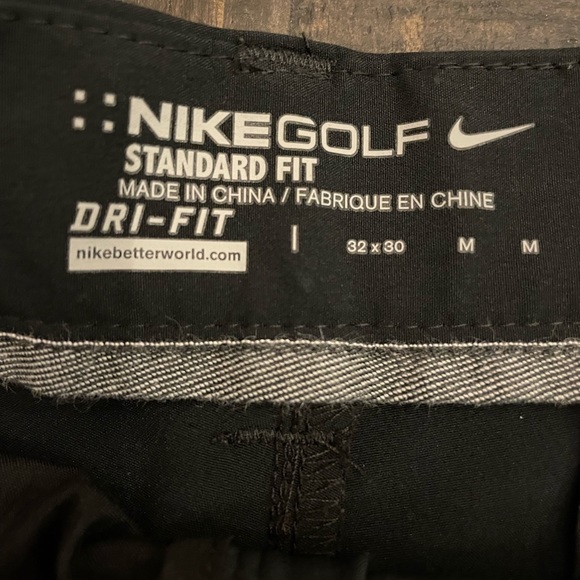 NIKEGOLF
STANDARD FIT
MADE IN CHINA / FABRIQUE EN CHINE
DRI-FIT
nikebetterworld.com | 32 x 30 M M